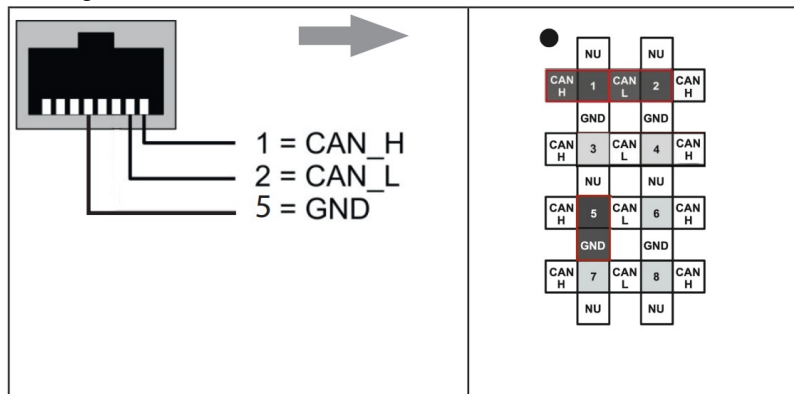 1 = CAN_H
2 = CAN_L
5 = GND
NU NU
CAN H 1 CAN L 2 CAN H
GND GND
CAN H 3 CAN L 4 CAN H
NU NU
CAN H 5 CAN L 6 CAN H
GND GND
CAN H 7 CAN L 8 CAN H
NU NU